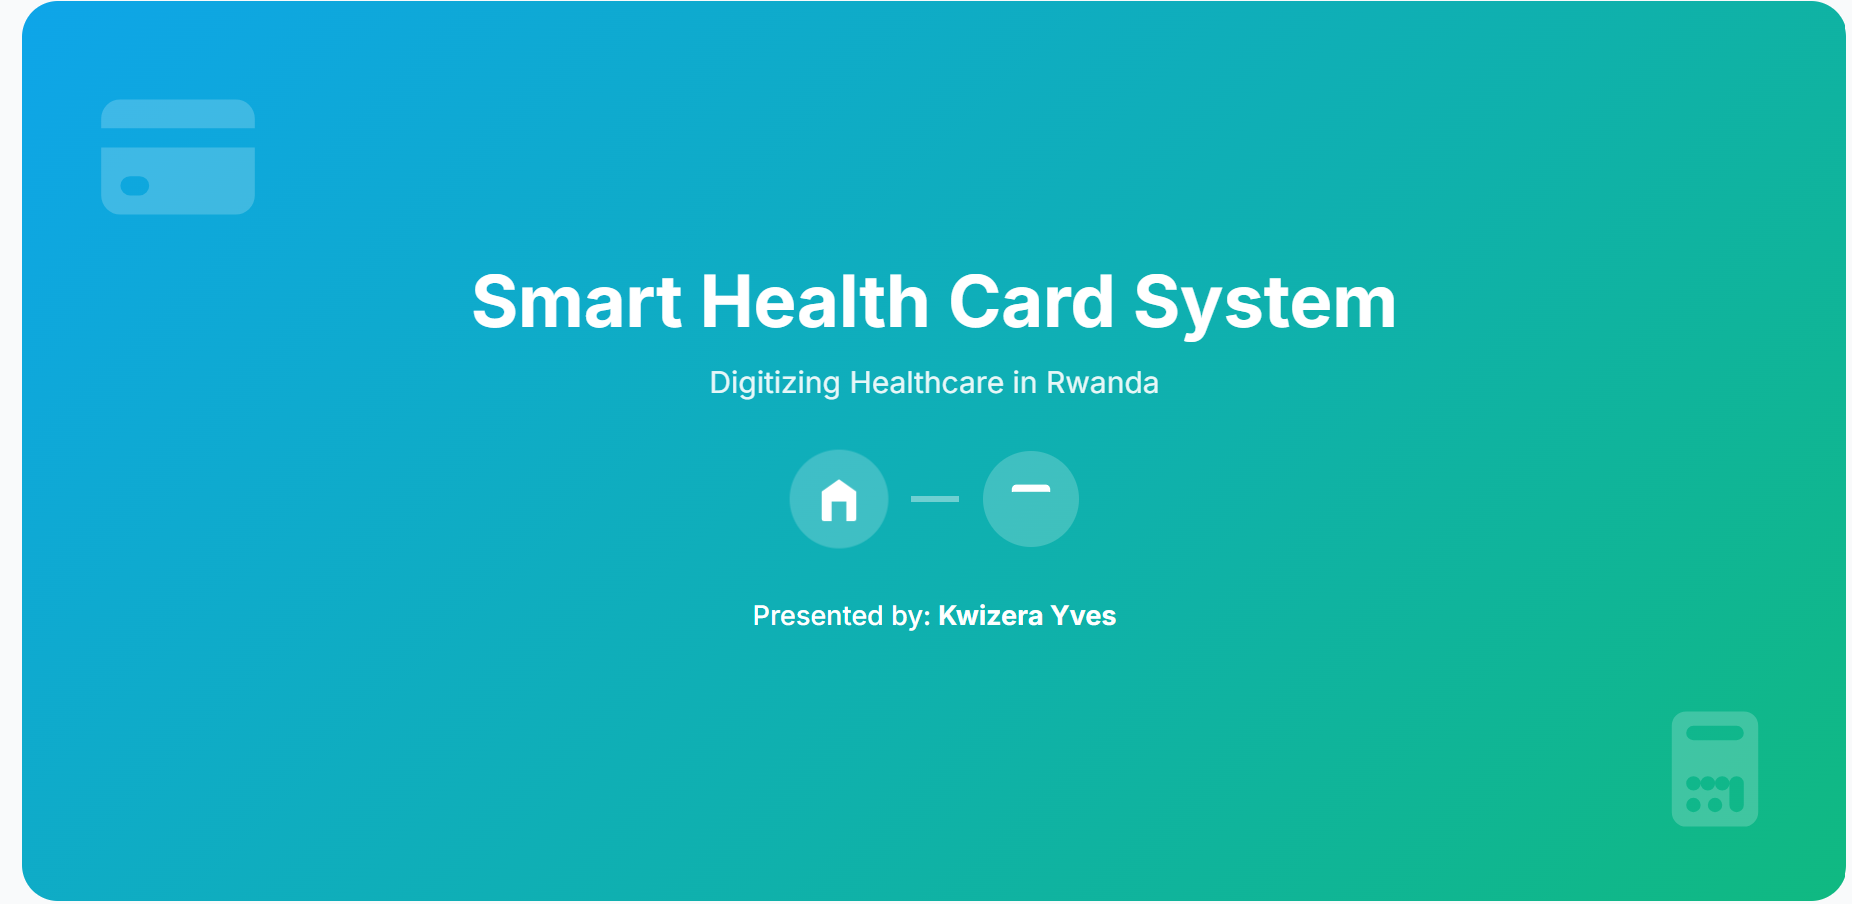 Smart Health Card System
Digitizing Healthcare in Rwanda
Presented by: Kwizera Yves